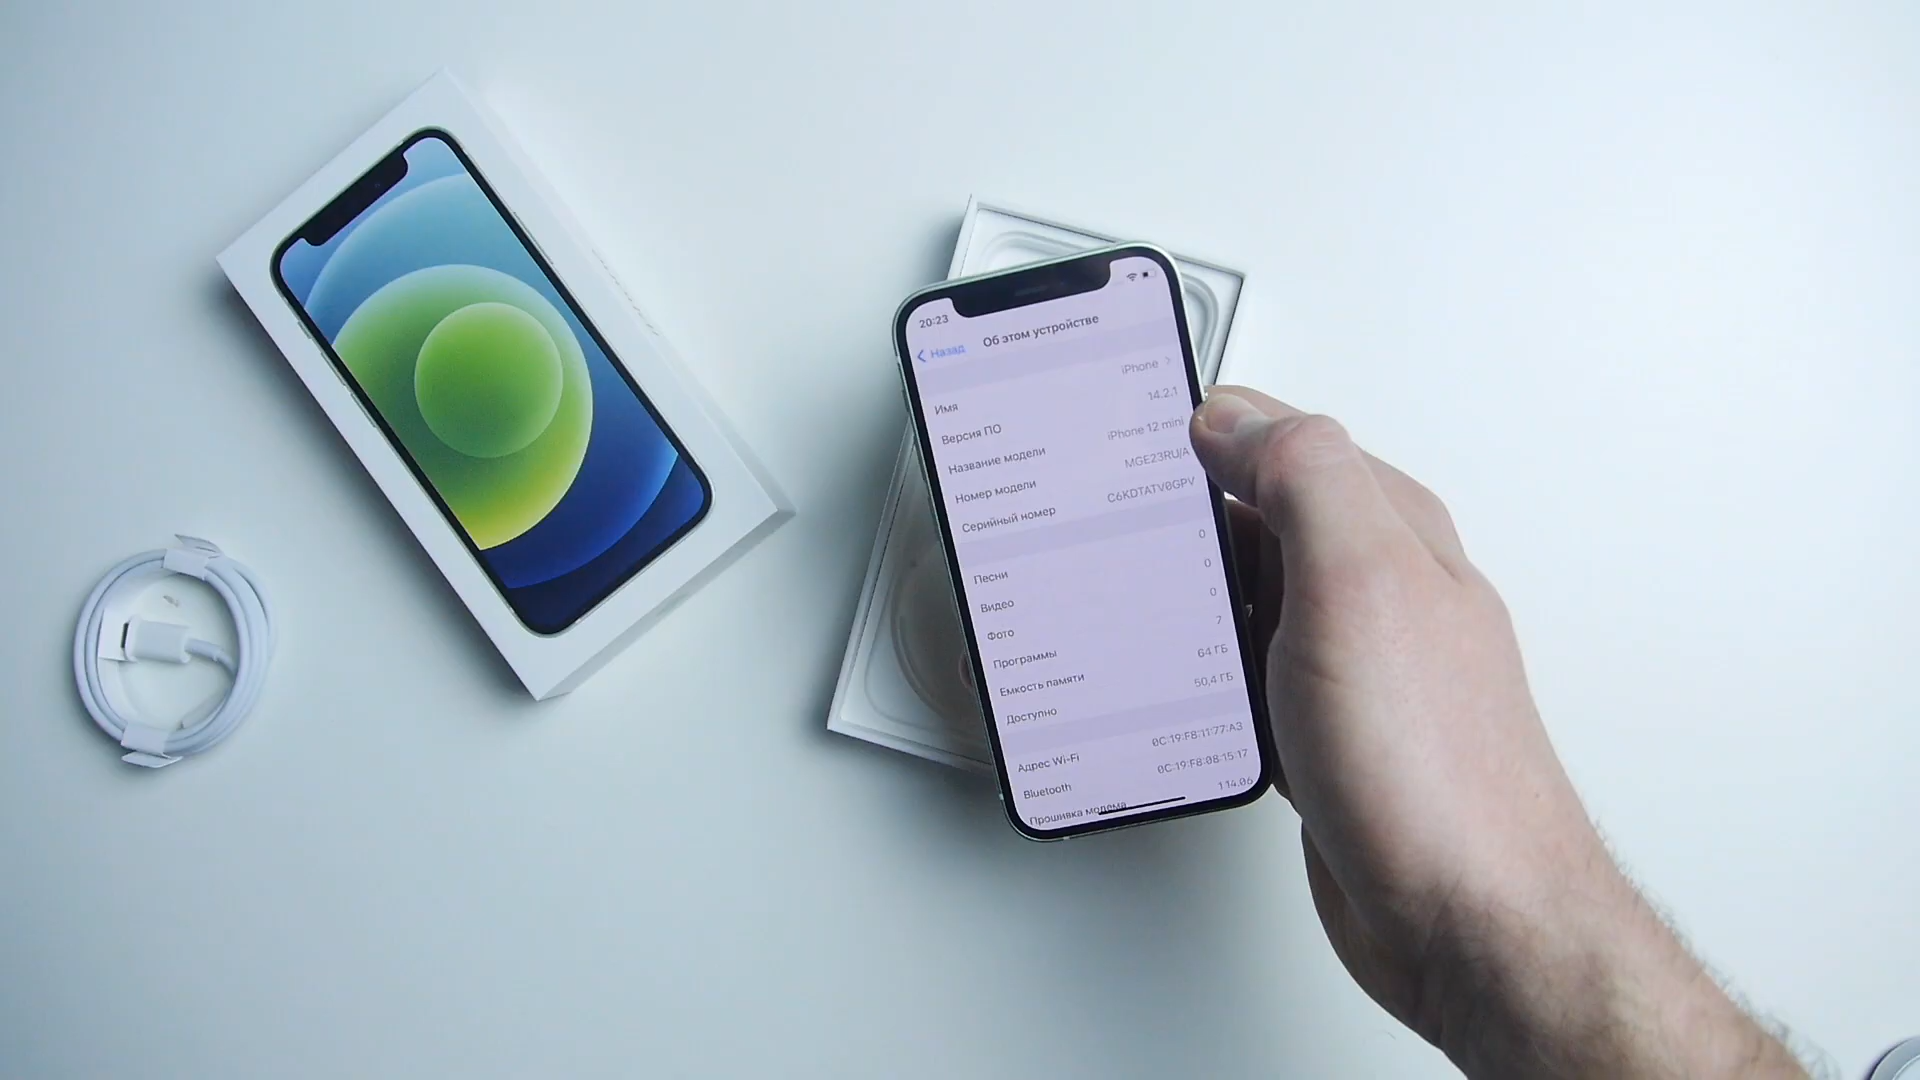 20:23
Назад Об этом устройстве
Имя iPhone
Версия ПО 14.2.1
Название модели iPhone 12 mini
Номер модели MGE23RU/A
Серийный номер C6KDTATV0GPV
Песни 0
Видео 0
Фото 0
Программы 7
Емкость памяти 64 ГБ
Доступно 50,4 ГБ
Адрес Wi-Fi 0C:19:F8:11:77:A3
Bluetooth 0C:19:F8:08:15:17
Прошивка модема 1.14.06